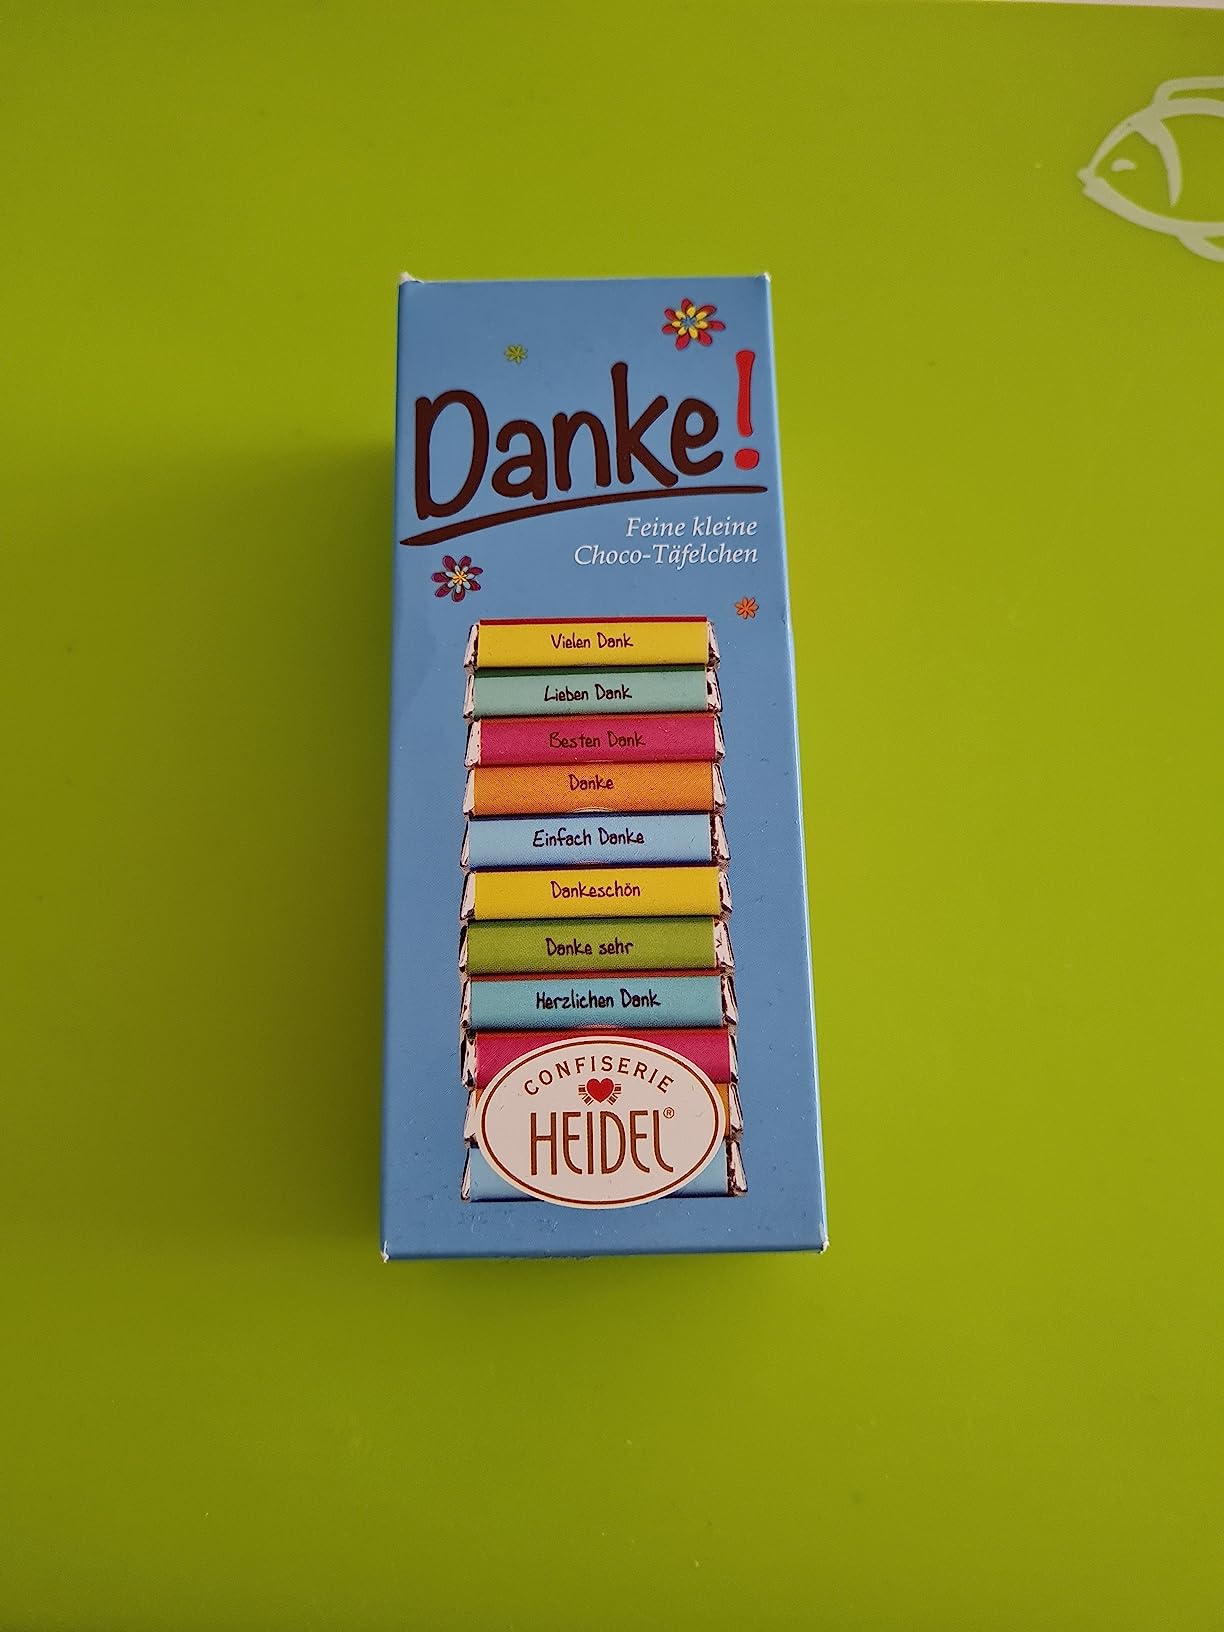 Danke!
Feine kleine
Choco-Täfelchen
Vielen Dank
Lieben Dank
Besten Dank
Danke
Einfach Danke
Dankeschön
Danke sehr
Herzlichen Dank
CONFISERIE
HEIDEL®